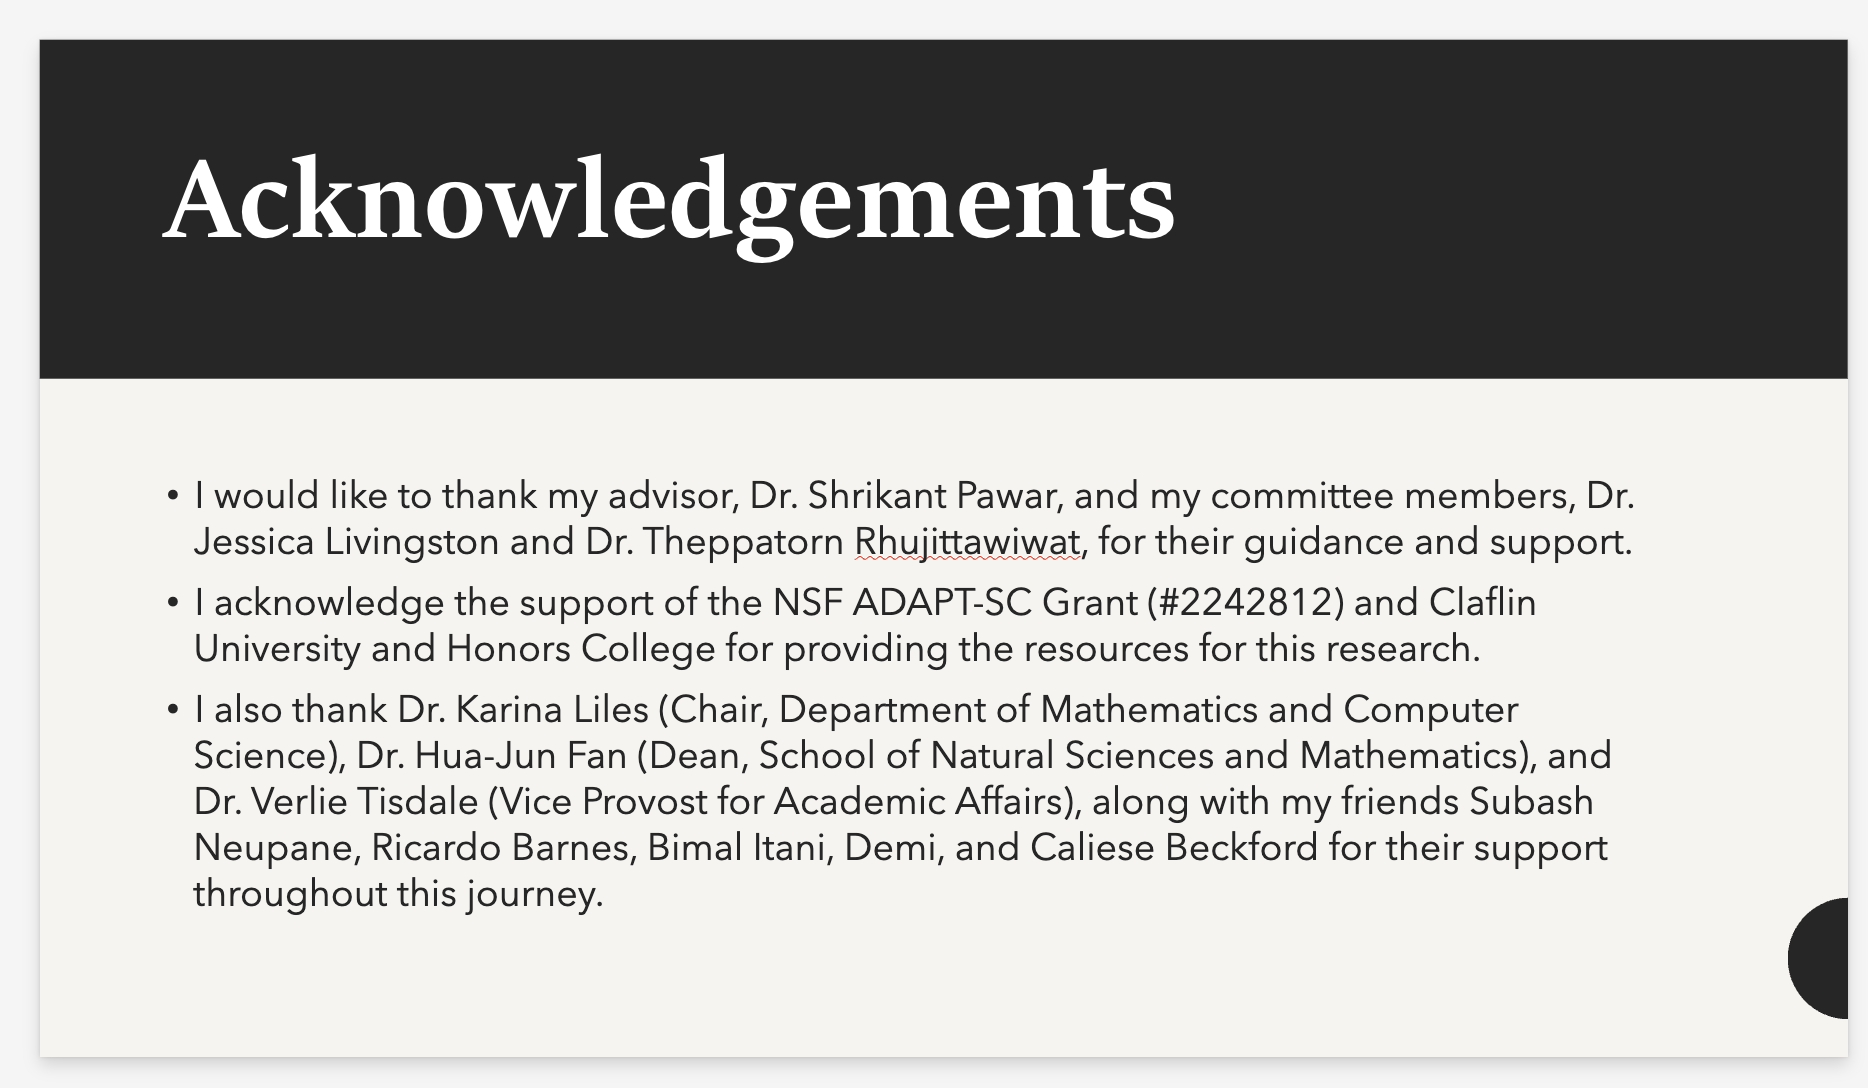 Acknowledgements
• I would like to thank my advisor, Dr. Shrikant Pawar, and my committee members, Dr.
Jessica Livingston and Dr. Theppatorn Rhujittawiwat, for their guidance and support.
• I acknowledge the support of the NSF ADAPT-SC Grant (#2242812) and Claflin
University and Honors College for providing the resources for this research.
• I also thank Dr. Karina Liles (Chair, Department of Mathematics and Computer
Science), Dr. Hua-Jun Fan (Dean, School of Natural Sciences and Mathematics), and
Dr. Verlie Tisdale (Vice Provost for Academic Affairs), along with my friends Subash
Neupane, Ricardo Barnes, Bimal Itani, Demi, and Caliese Beckford for their support
throughout this journey.